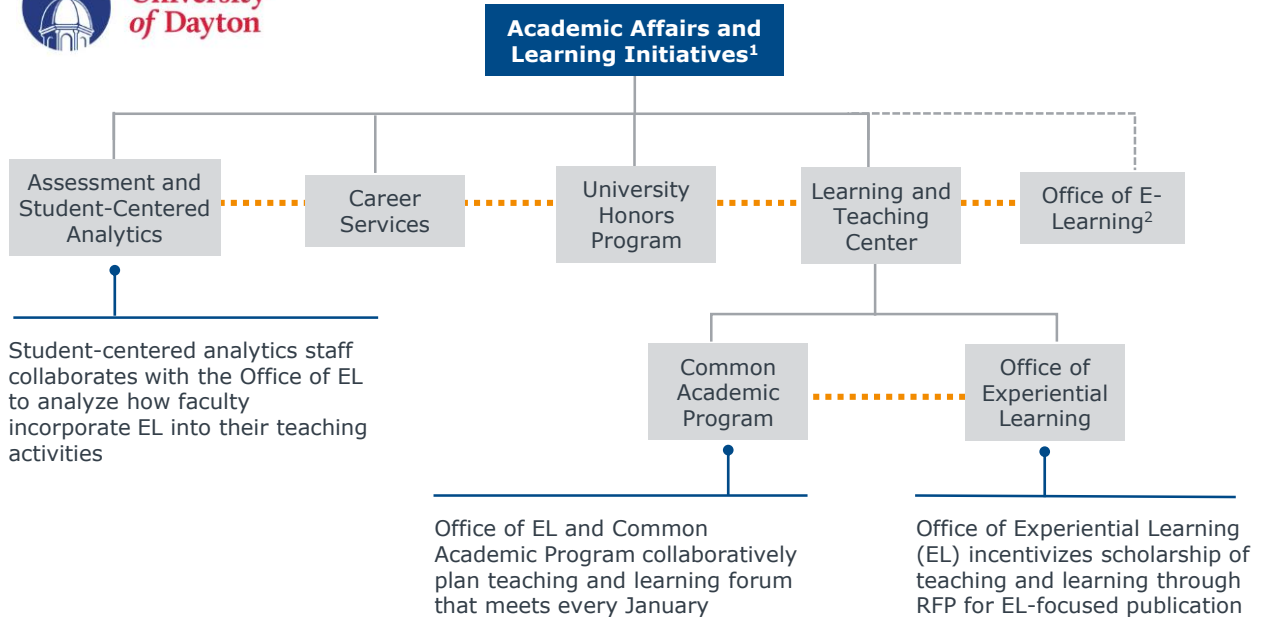 University
of Dayton
Academic Affairs and
Learning Initiatives¹
Assessment and
Student-Centered
Analytics
Career
Services
University
Honors
Program
Learning and
Teaching
Center
Office of E-
Learning²
Student-centered analytics staff
collaborates with the Office of EL
to analyze how faculty
incorporate EL into their teaching
activities
Common
Academic
Program
Office of
Experiential
Learning
Office of EL and Common
Academic Program collaboratively
plan teaching and learning forum
that meets every January
Office of Experiential Learning
(EL) incentivizes scholarship of
teaching and learning through
RFP for EL-focused publication